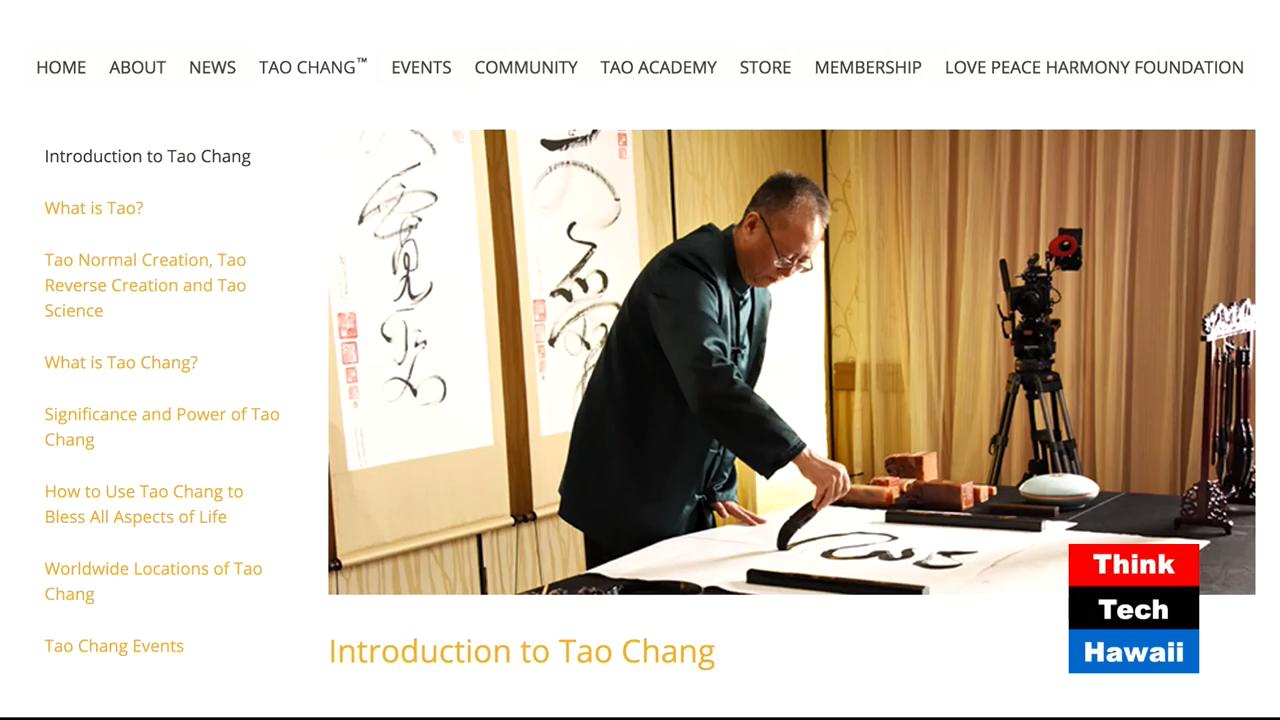 HOME ABOUT NEWS TAO CHANG™ EVENTS COMMUNITY TAO ACADEMY STORE MEMBERSHIP LOVE PEACE HARMONY FOUNDATION
Introduction to Tao Chang
What is Tao?
Tao Normal Creation, Tao
Reverse Creation and Tao
Science
What is Tao Chang?
Significance and Power of Tao
Chang
How to Use Tao Chang to
Bless All Aspects of Life
Worldwide Locations of Tao
Chang
Tao Chang Events
Introduction to Tao Chang
Think
Tech
Hawaii